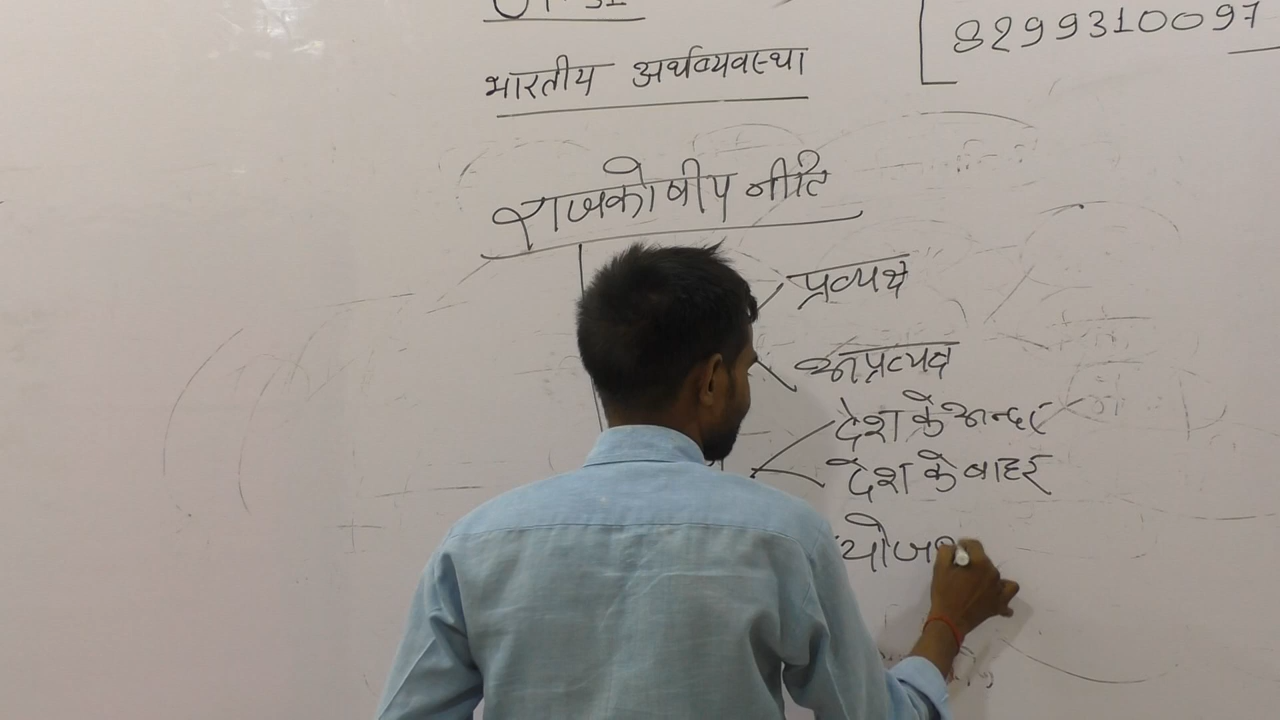 8299310097
भारतीय अर्थव्यवस्था
राजकोषीय नीति
प्रत्यक्ष
अप्रत्यक्ष
देश के अन्दर
देश के बाहर